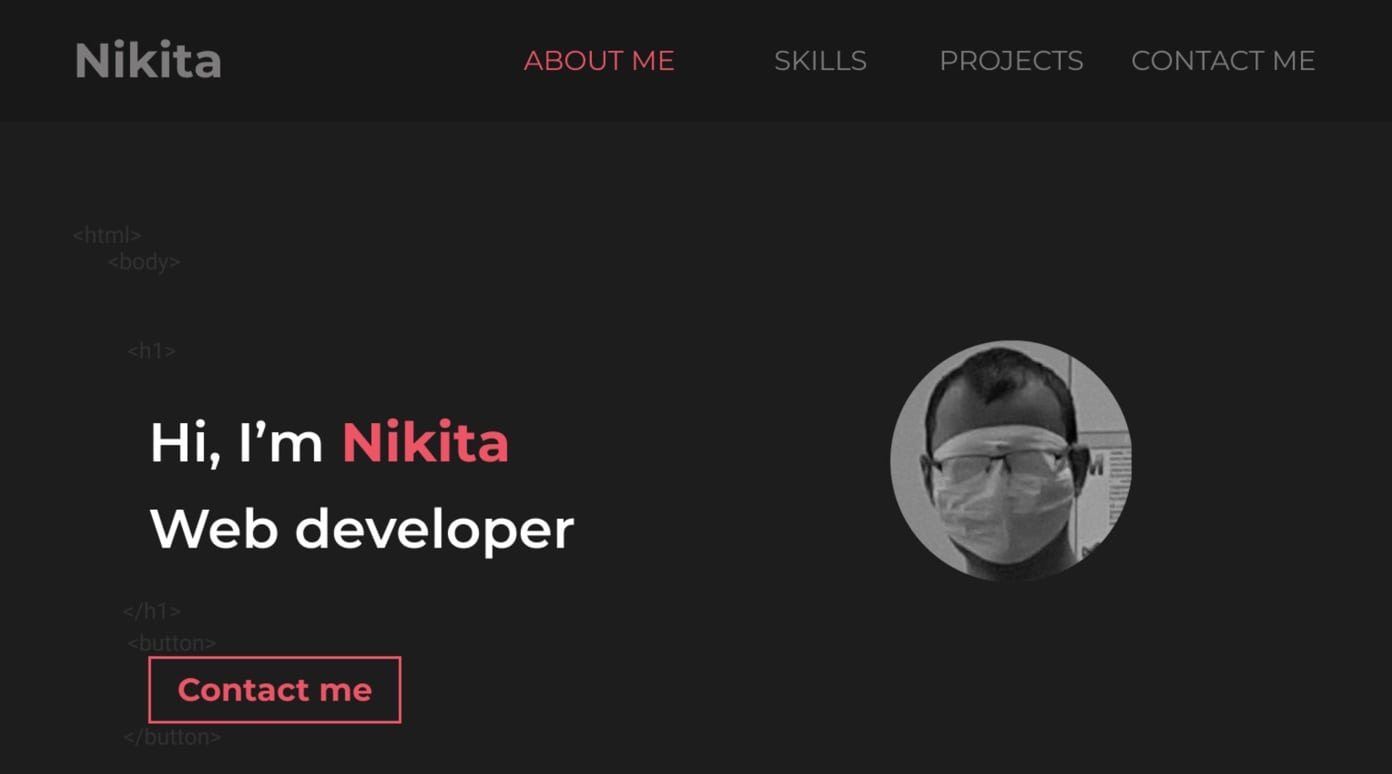 Nikita
ABOUT ME SKILLS PROJECTS CONTACT ME
<html>
<body>
<h1>
Hi, I’m Nikita
Web developer
</h1>
<button>
Contact me
</button>